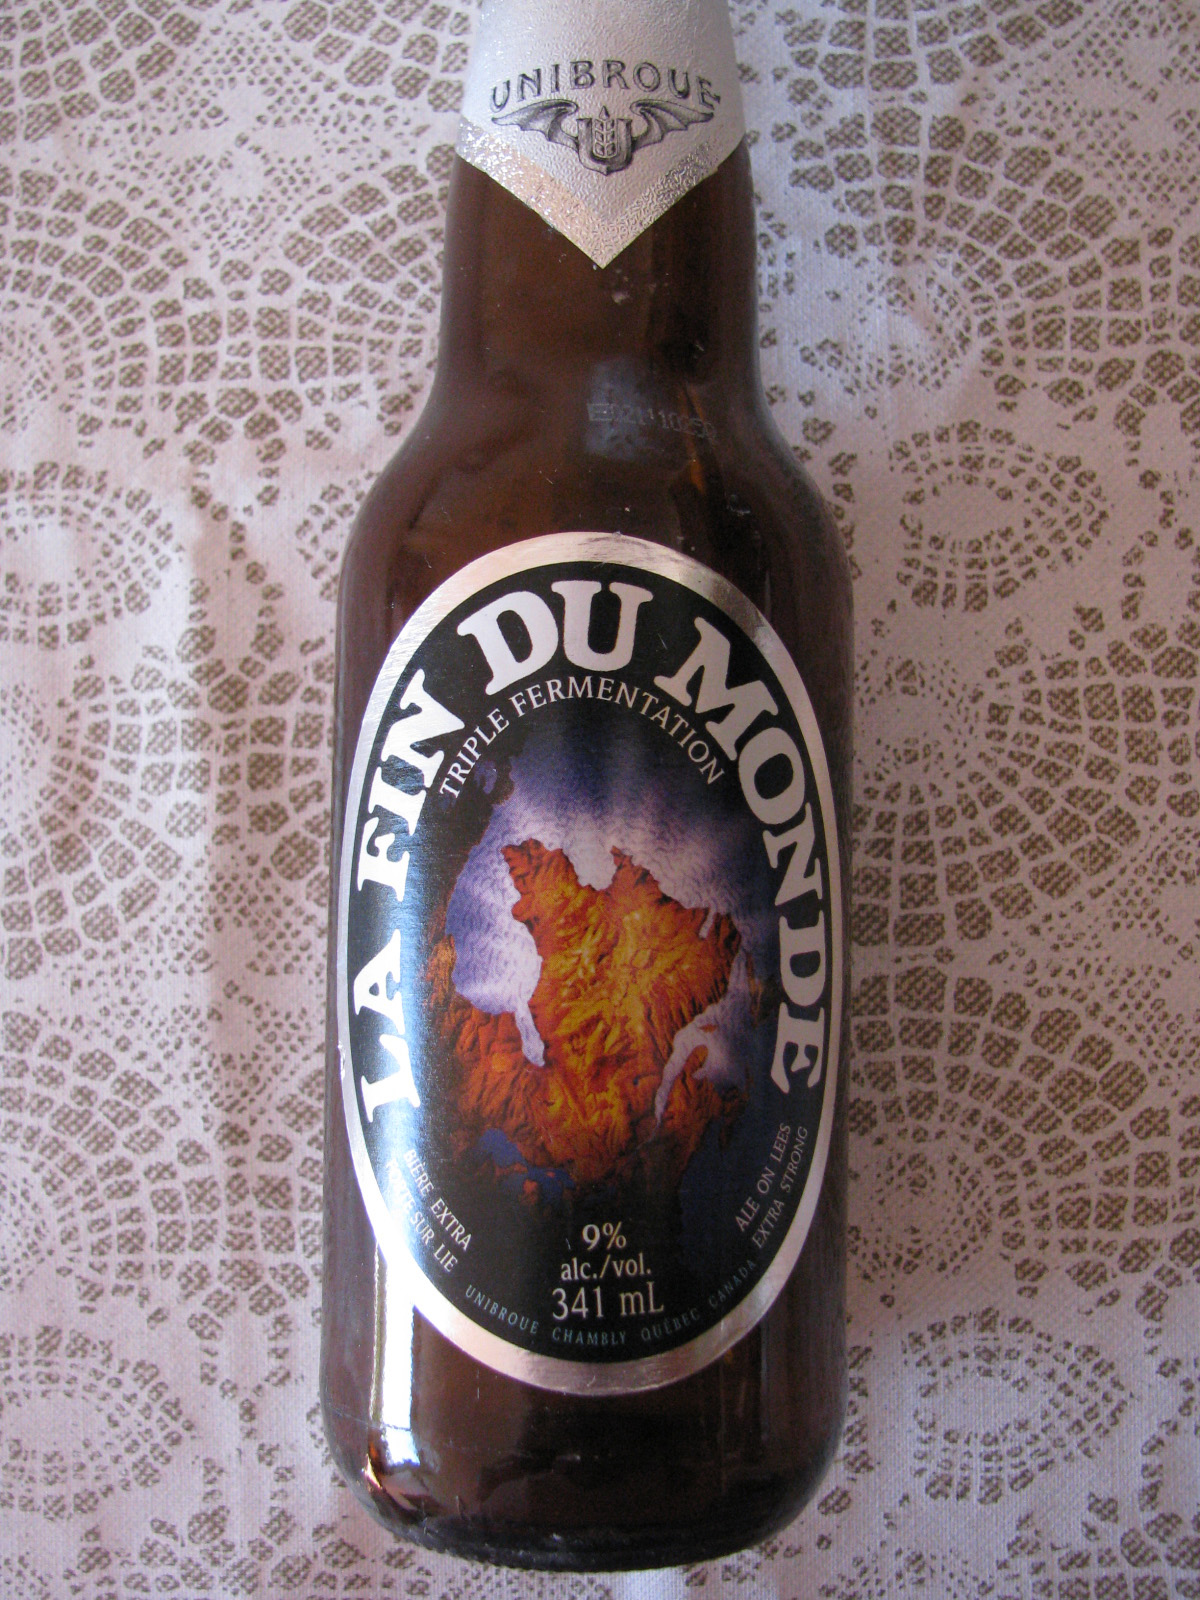 UNIBROUE
LA FIN DU MONDE
TRIPLE FERMENTATION
BIÈRE EXTRA
FORTE SUR LIE
9%
alc./vol.
341 mL
ALE ON LEES
EXTRA STRONG
UNIBROUE CHAMBLY QUÉBEC CANADA